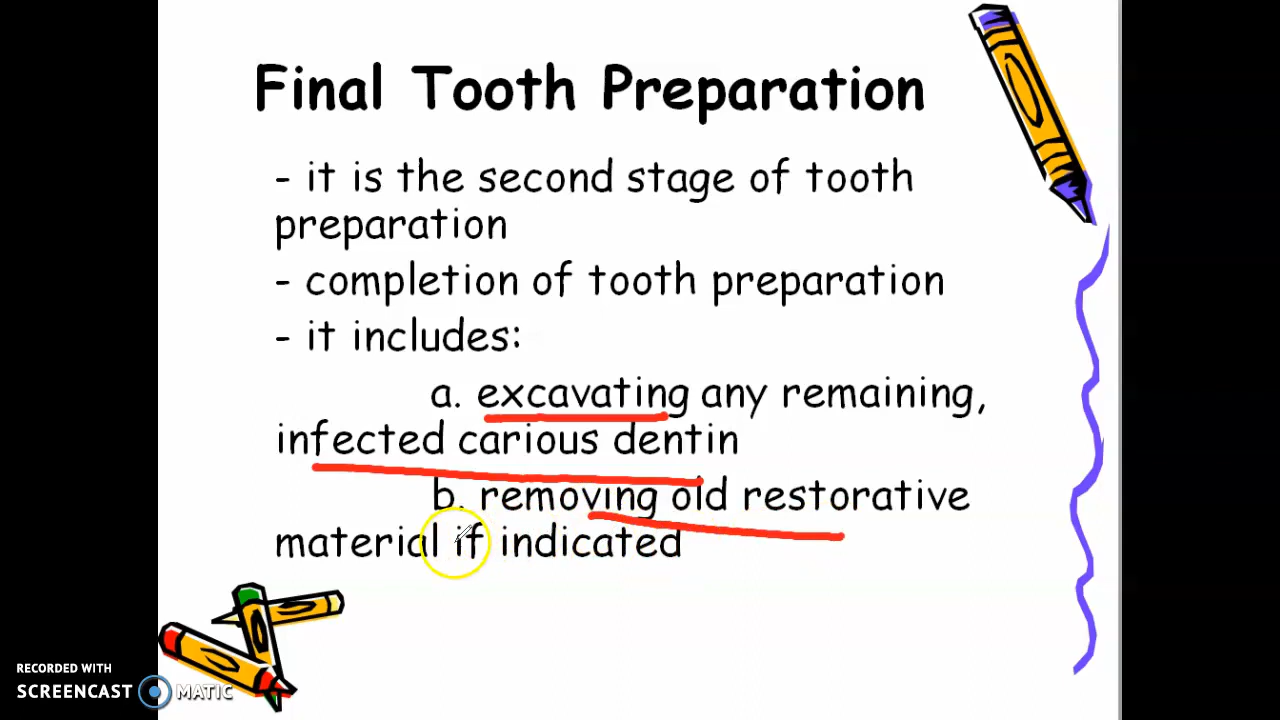 Final Tooth Preparation
- it is the second stage of tooth
preparation
- completion of tooth preparation
- it includes:
a. excavating any remaining,
infected carious dentin
b. removing old restorative
material if indicated
RECORDED WITH
SCREENCAST MATIC